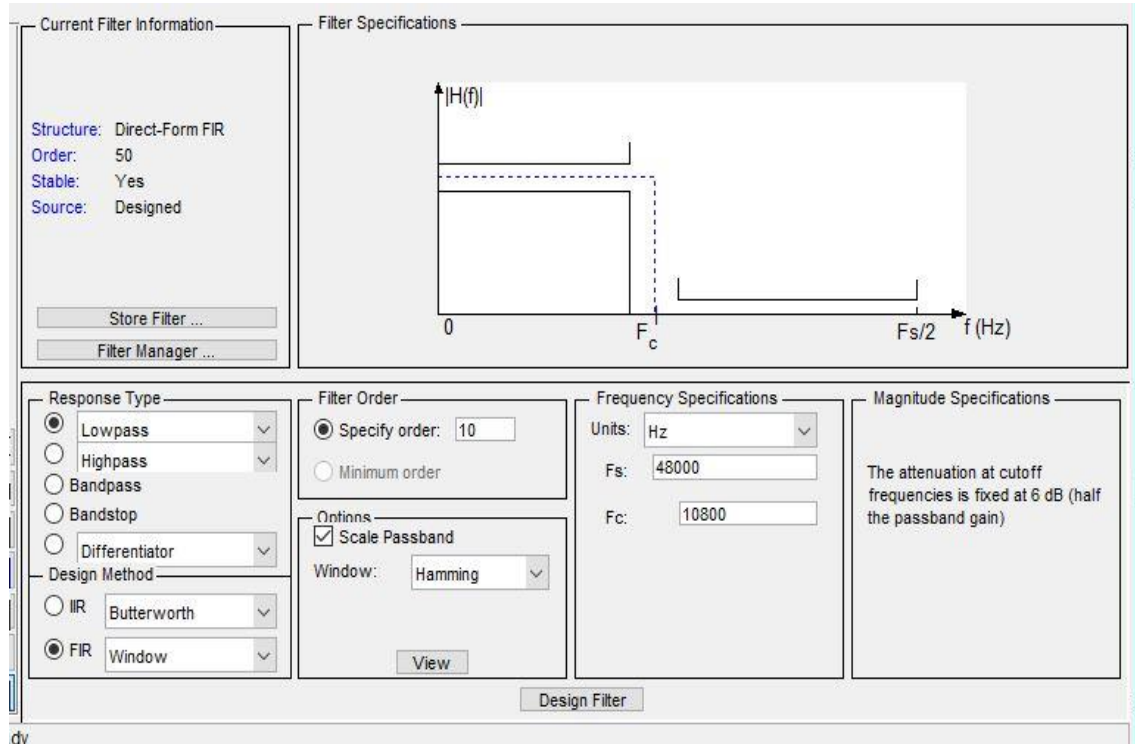 Current Filter Information
Structure: Direct-Form FIR
Order: 50
Stable: Yes
Source: Designed
Store Filter ...
Filter Manager ...
Filter Specifications
|H(f)|
0
Fc
Fs/2
f (Hz)
Response Type
Lowpass
Highpass
Bandpass
Bandstop
Differentiator
Design Method
IIR Butterworth
FIR Window
Filter Order
Specify order: 10
Minimum order
Options
Scale Passband
Window: Hamming
View
Frequency Specifications
Units: Hz
Fs: 48000
Fc: 10800
Magnitude Specifications
The attenuation at cutoff
frequencies is fixed at 6 dB (half
the passband gain)
Design Filter
dy